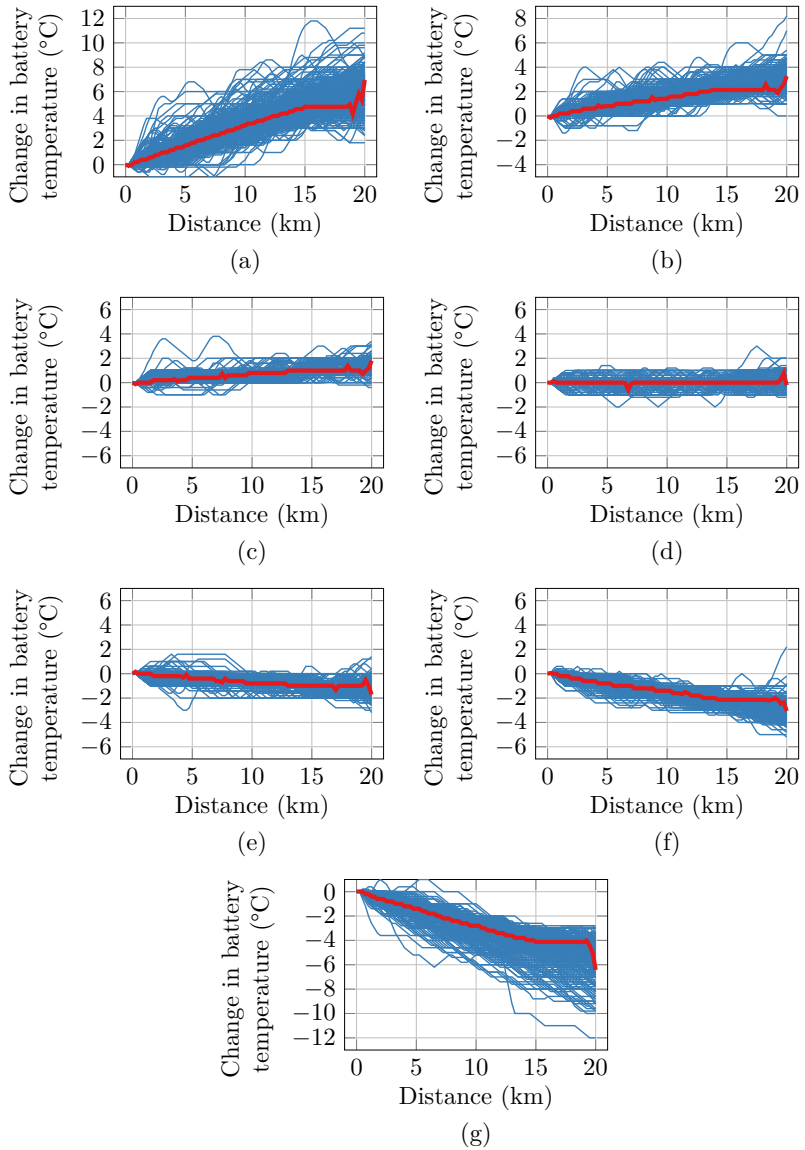 Change in battery
temperature (°C)
12
10
8
6
4
2
0
0 5 10 15 20
Distance (km)
(a)
Change in battery
temperature (°C)
8
6
4
2
0
−2
−4
0 5 10 15 20
Distance (km)
(b)
Change in battery
temperature (°C)
6
4
2
0
−2
−4
−6
0 5 10 15 20
Distance (km)
(c)
Change in battery
temperature (°C)
6
4
2
0
−2
−4
−6
0 5 10 15 20
Distance (km)
(d)
Change in battery
temperature (°C)
6
4
2
0
−2
−4
−6
0 5 10 15 20
Distance (km)
(e)
Change in battery
temperature (°C)
6
4
2
0
−2
−4
−6
0 5 10 15 20
Distance (km)
(f)
Change in battery
temperature (°C)
0
−2
−4
−6
−8
−10
−12
0 5 10 15 20
Distance (km)
(g)